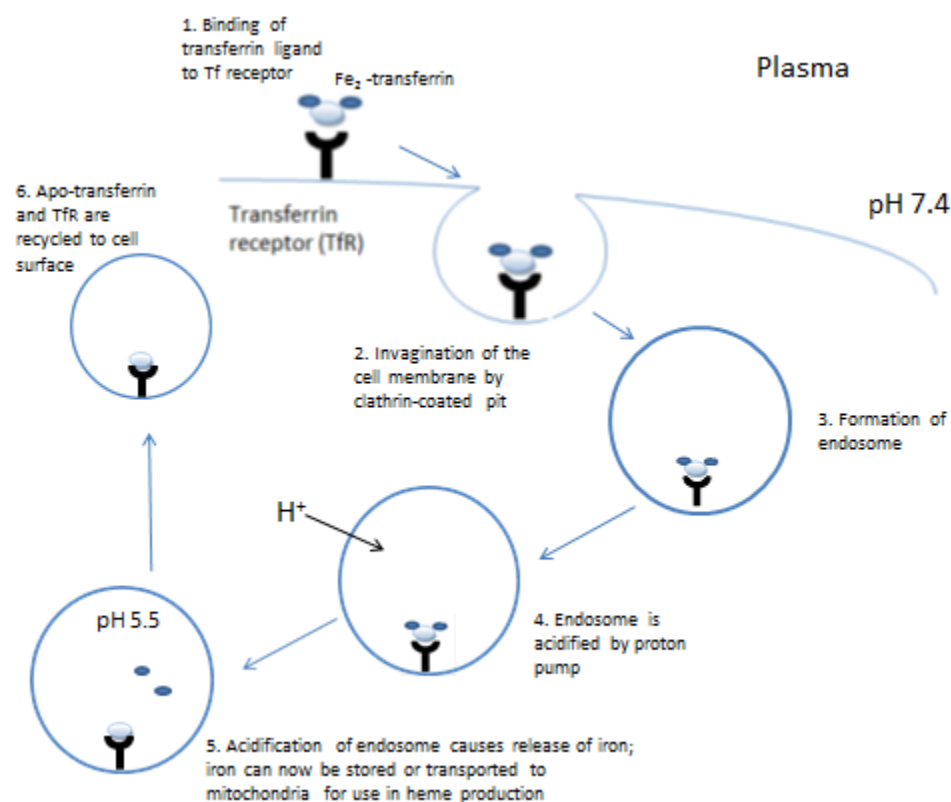 1. Binding of
transferrin ligand
to Tf receptor
Fe₂ -transferrin
Plasma
6. Apo-transferrin
and TfR are
recycled to cell
surface
Transferrin
receptor (TfR)
pH 7.4
2. Invagination of the
cell membrane by
clathrin-coated pit
3. Formation of
endosome
H⁺
4. Endosome is
acidified by proton
pump
pH 5.5
5. Acidification of endosome causes release of iron;
iron can now be stored or transported to
mitochondria for use in heme production